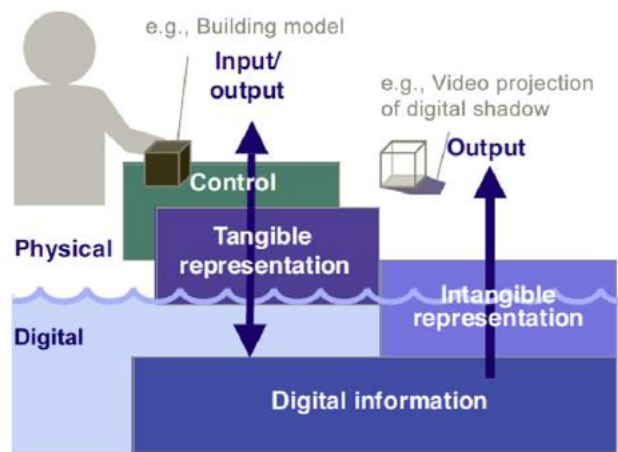 e.g., Building model
Input/
output
e.g., Video projection
of digital shadow
Output
Control
Tangible
representation
Physical
Intangible
representation
Digital
Digital information